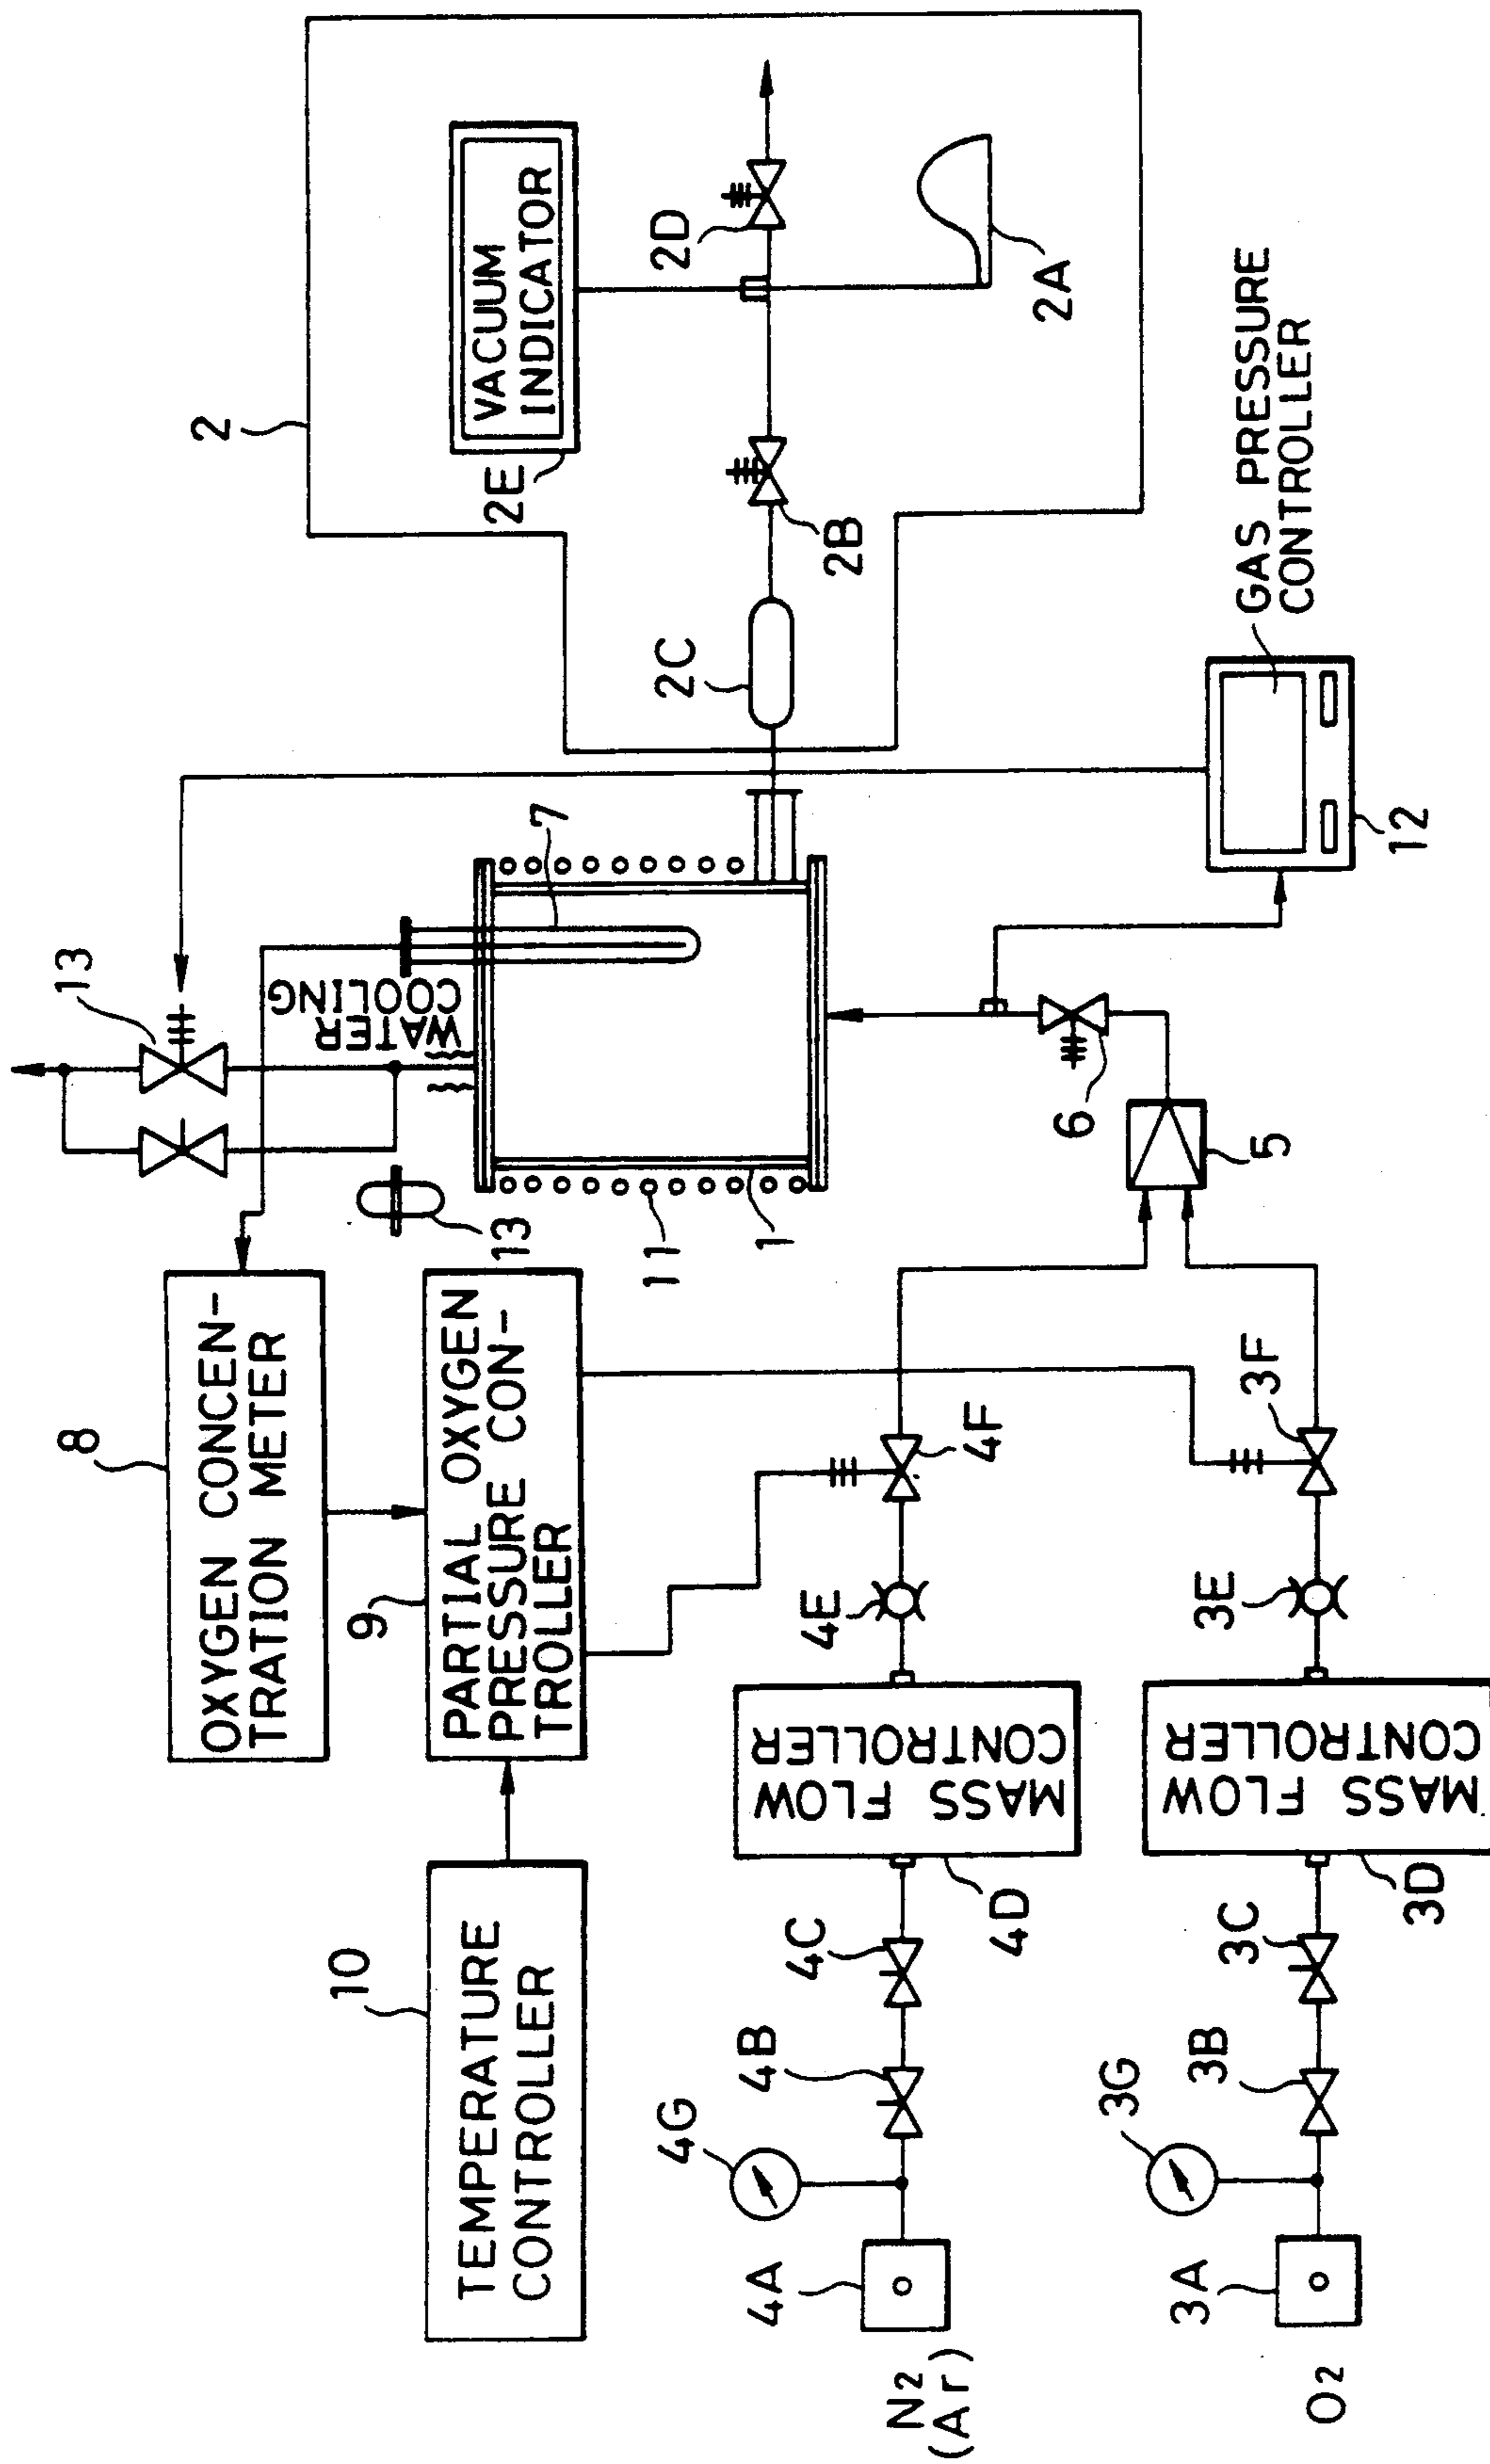 8
OXYGEN CONCEN-
TRATION METER
13
2
WATER
COOLING
7
VACUUM
INDICATOR
2E
10
TEMPERATURE
CONTROLLER
9
PARTIAL OXYGEN
PRESSURE CON-
TROLLER
13
11
1
2C
2B
2D
2A
4G
4A
N2
(Ar)
4B
4C
4D
MASS FLOW
CONTROLLER
4E
4F
6
5
12
GAS PRESSURE
CONTROLLER
3G
3A
O2
3B
3C
3D
MASS FLOW
CONTROLLER
3E
3F